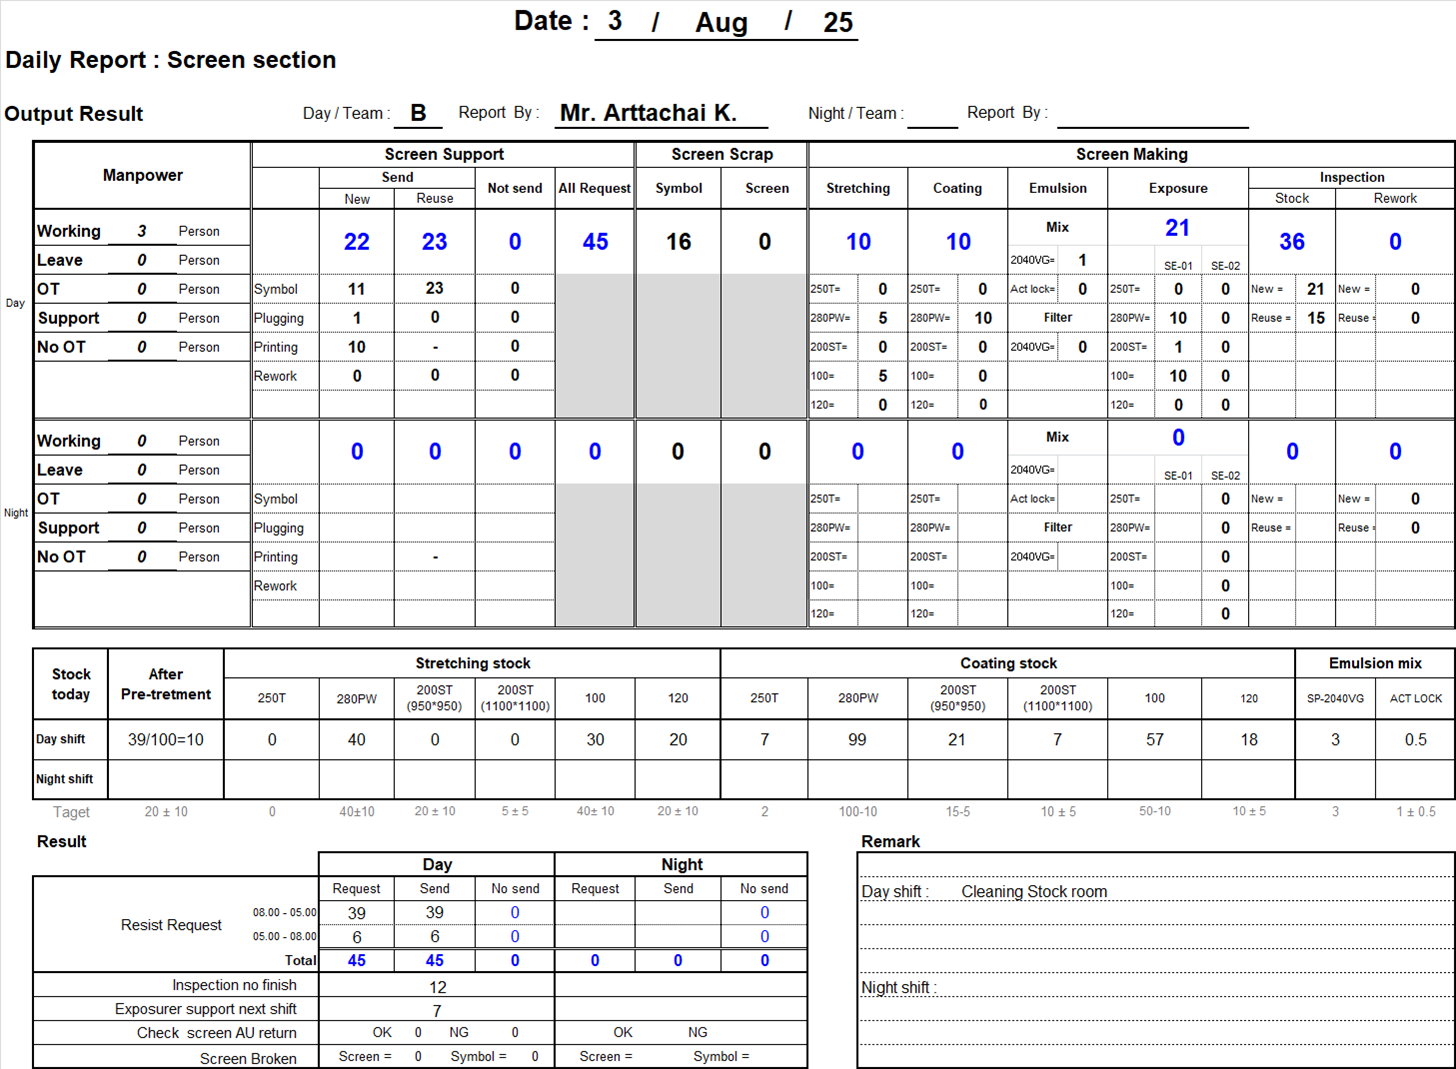 Date : 3 / Aug / 25
Daily Report : Screen section
Output Result Day / Team : B Report By : Mr. Arttachai K. Night / Team : Report By :
Manpower Screen Support Screen Scrap Screen Making
Send Not send All Request Symbol Screen Stretching Coating Emulsion Exposure Inspection
New Reuse Stock Rework
Day
Working 3 Person 22 23 0 45 16 0 10 10 Mix 21 36 0
Leave 0 Person 2040VG= 1 SE-01 SE-02
OT 0 Person Symbol 11 23 0 250T= 0 250T= 0 Act lock= 0 250T= 0 0 New = 21 New = 0
Support 0 Person Plugging 1 0 0 280PW= 5 280PW= 10 Filter 280PW= 10 0 Reuse = 15 Reuse = 0
No OT 0 Person Printing 10 - 0 200ST= 0 200ST= 0 2040VG= 0 200ST= 1 0
Rework 0 0 0 100= 5 100= 0 100= 10 0
120= 0 120= 0 120= 0 0
Night
Working 0 Person 0 0 0 0 0 0 0 0 Mix 0 0 0
Leave 0 Person 2040VG= SE-01 SE-02
OT 0 Person Symbol 250T= 250T= Act lock= 250T= 0 New = New = 0
Support 0 Person Plugging 280PW= 280PW= Filter 280PW= 0 Reuse = Reuse = 0
No OT 0 Person Printing - 200ST= 200ST= 2040VG= 200ST= 0
Rework 100= 100= 100= 0
120= 120= 120= 0
Stock today After Pre-tretment Stretching stock Coating stock Emulsion mix
250T 280PW 200ST (950*950) 200ST (1100*1100) 100 120 250T 280PW 200ST (950*950) 200ST (1100*1100) 100 120 SP-2040VG ACT LOCK
Day shift 39/100=10 0 40 0 0 30 20 7 99 21 7 57 18 3 0.5
Night shift
Taget 20 ± 10 0 40±10 20 ± 10 5 ± 5 40± 10 20 ± 10 2 100-10 15-5 10 ± 5 50-10 10 ± 5 3 1 ± 0.5
Result
Day Night
Request Send No send Request Send No send
Resist Request 08.00 - 05.00 39 39 0 0
05.00 - 08.00 6 6 0 0
Total 45 45 0 0 0 0
Inspection no finish 12
Exposurer support next shift 7
Check screen AU return OK 0 NG 0 OK NG
Screen Broken Screen = 0 Symbol = 0 Screen = Symbol =
Remark
Day shift : Cleaning Stock room
Night shift :